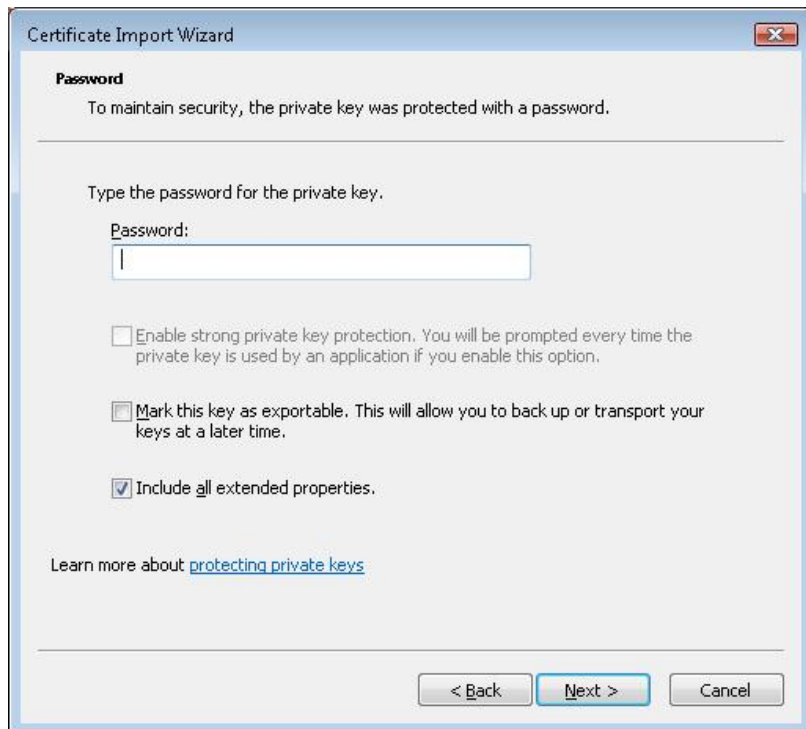 Certificate Import Wizard
Password
To maintain security, the private key was protected with a password.
Type the password for the private key.
Password:
Enable strong private key protection. You will be prompted every time the
private key is used by an application if you enable this option.
Mark this key as exportable. This will allow you to back up or transport your
keys at a later time.
Include all extended properties.
Learn more about protecting private keys
< Back Next > Cancel